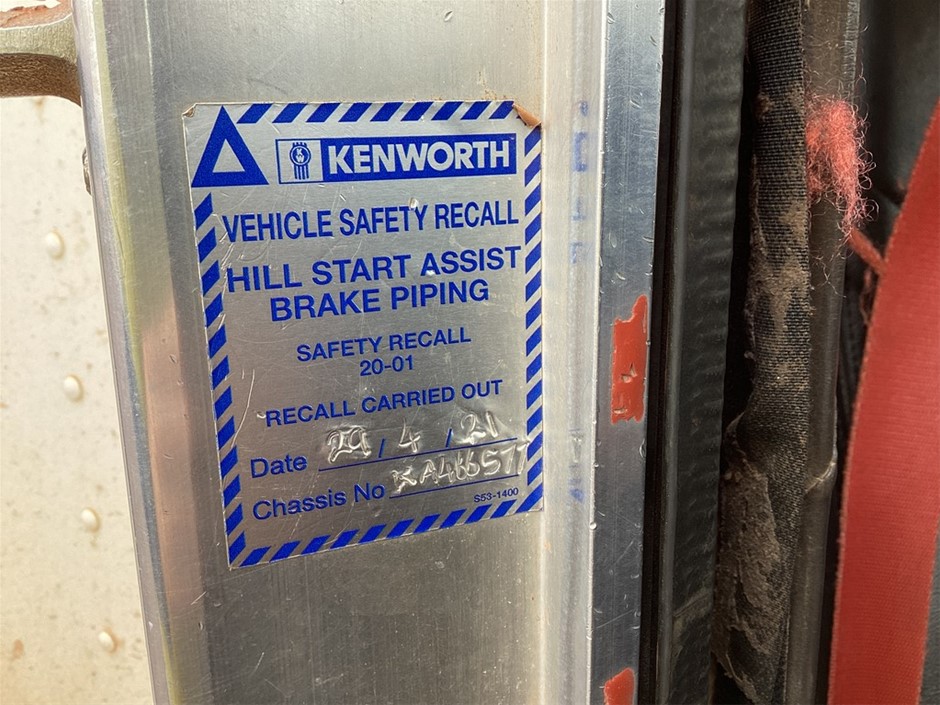 KW
KENWORTH
VEHICLE SAFETY RECALL
HILL START ASSIST
BRAKE PIPING
SAFETY RECALL
20-01
RECALL CARRIED OUT
Date 29 / 4 / 21
Chassis No
S53-1400